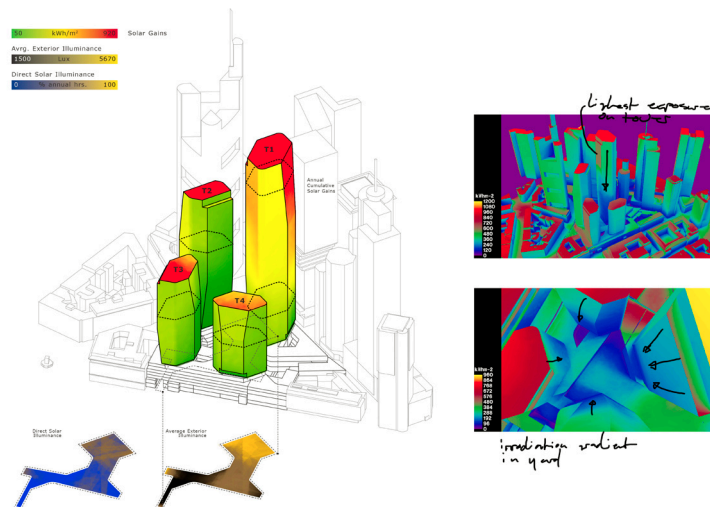 50 kWh/m² 920 Solar Gains
Avrg. Exterior Illuminance
1500 Lux 5670
Direct Solar Illuminance
0 % annual hrs. 100
T1
T2
T3
T4
Annual
Cumulative
Solar Gains
Direct Solar
Illuminance
Average Exterior
Illuminance
highest exposure
on towers
kWhm-2
1200
1080
960
840
720
600
480
360
240
120
0
kWhm-2
960
864
768
672
576
480
384
288
192
96
0
irradiation gradient
in yard